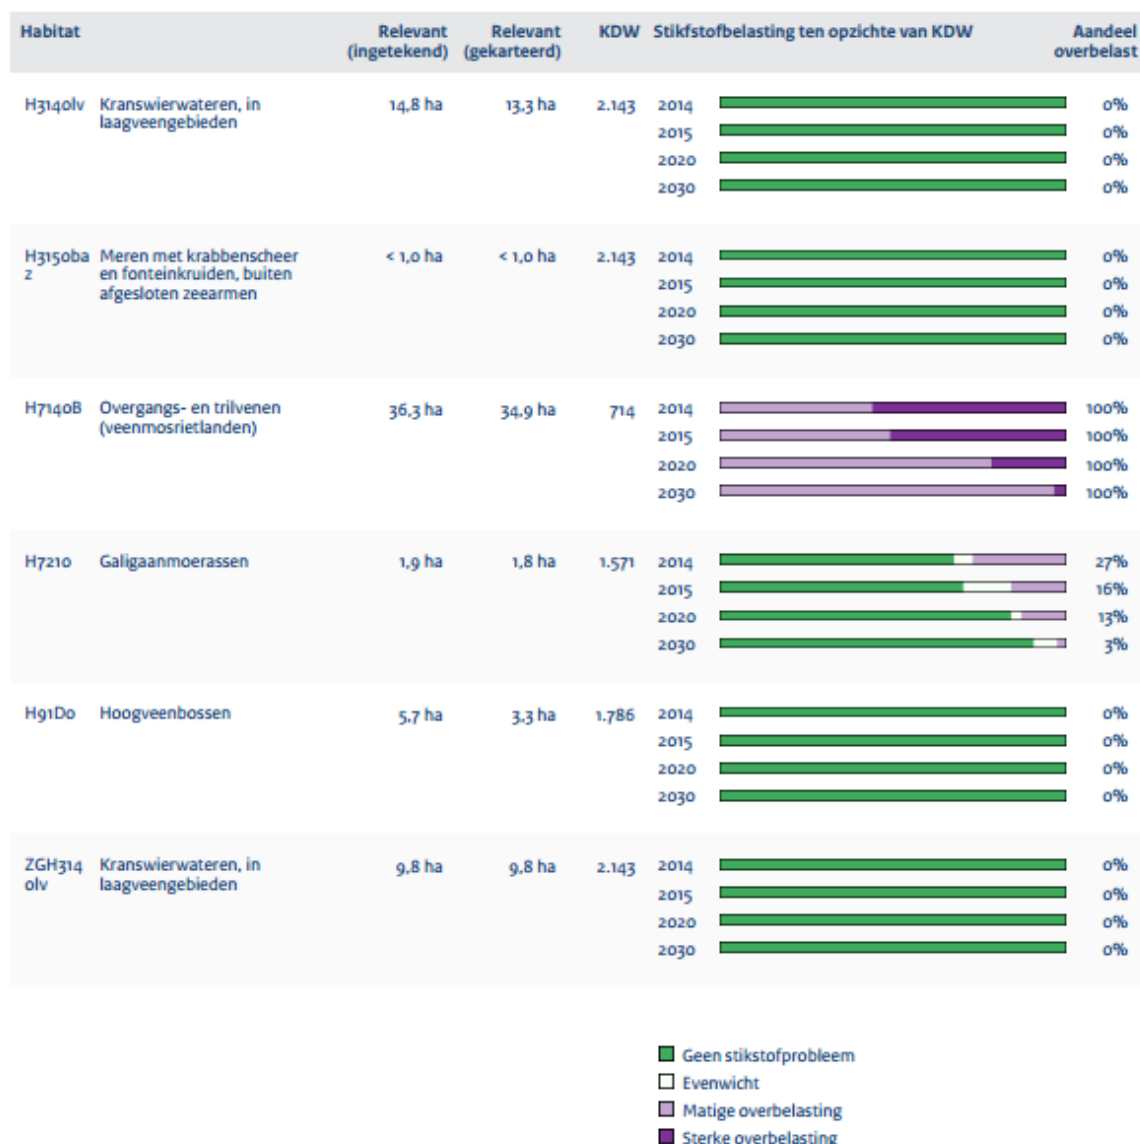 Habitat Relevant (ingetekend) Relevant (gekarteerd) KDW Stikfstofbelasting ten opzichte van KDW Aandeel overbelast
H3140lv Kranswierwateren, in 14,8 ha 13,3 ha 2.143 2014 0%
laagveengebieden
2015 0%
2020 0%
2030 0%
H3150ba Meren met krabbenscheer < 1,0 ha < 1,0 ha 2.143 2014 0%
z en fonteinkruiden, buiten
2015 0%
afgesloten zeearmen
2020 0%
2030 0%
H7140B Overgangs- en trilvenen 36,3 ha 34,9 ha 714 2014 100%
(veenmosrietlanden)
2015 100%
2020 100%
2030 100%
H7210 Galigaanmoerassen 1,9 ha 1,8 ha 1.571 2014 27%
2015 16%
2020 13%
2030 3%
H91D0 Hoogveenbossen 5,7 ha 3,3 ha 1.786 2014 0%
2015 0%
2020 0%
2030 0%
ZGH314 Kranswierwateren, in 9,8 ha 9,8 ha 2.143 2014 0%
0lv laagveengebieden
2015 0%
2020 0%
2030 0%
Geen stikstofprobleem
Evenwicht
Matige overbelasting
Sterke overbelasting